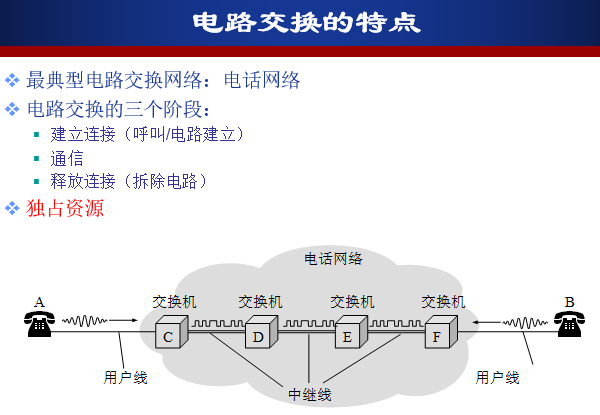 电路交换的特点
最典型电路交换网络：电话网络
电路交换的三个阶段：
建立连接（呼叫/电路建立）
通信
释放连接（拆除电路）
独占资源
电话网络
A 交换机 交换机 交换机 交换机 B
C D E F
用户线 中继线 用户线